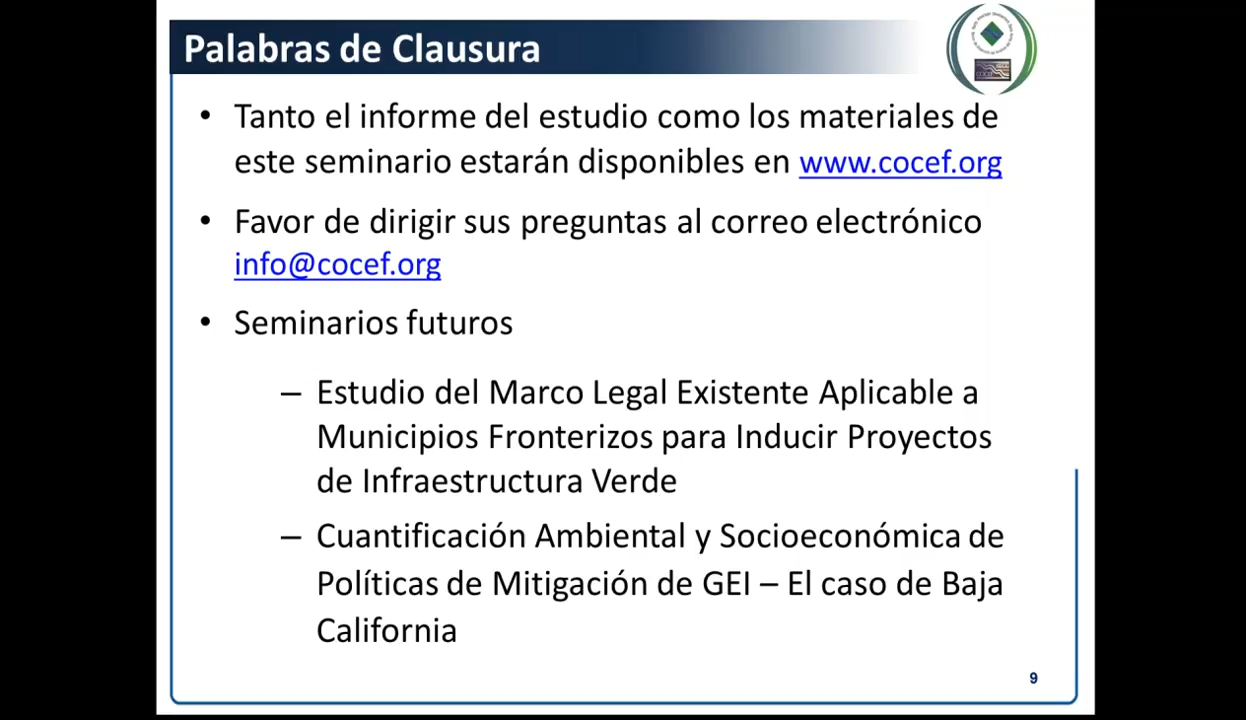 Palabras de Clausura
• Tanto el informe del estudio como los materiales de
este seminario estarán disponibles en www.cocef.org
• Favor de dirigir sus preguntas al correo electrónico
info@cocef.org
• Seminarios futuros
– Estudio del Marco Legal Existente Aplicable a
Municipios Fronterizos para Inducir Proyectos
de Infraestructura Verde
– Cuantificación Ambiental y Socioeconómica de
Políticas de Mitigación de GEI – El caso de Baja
California
9